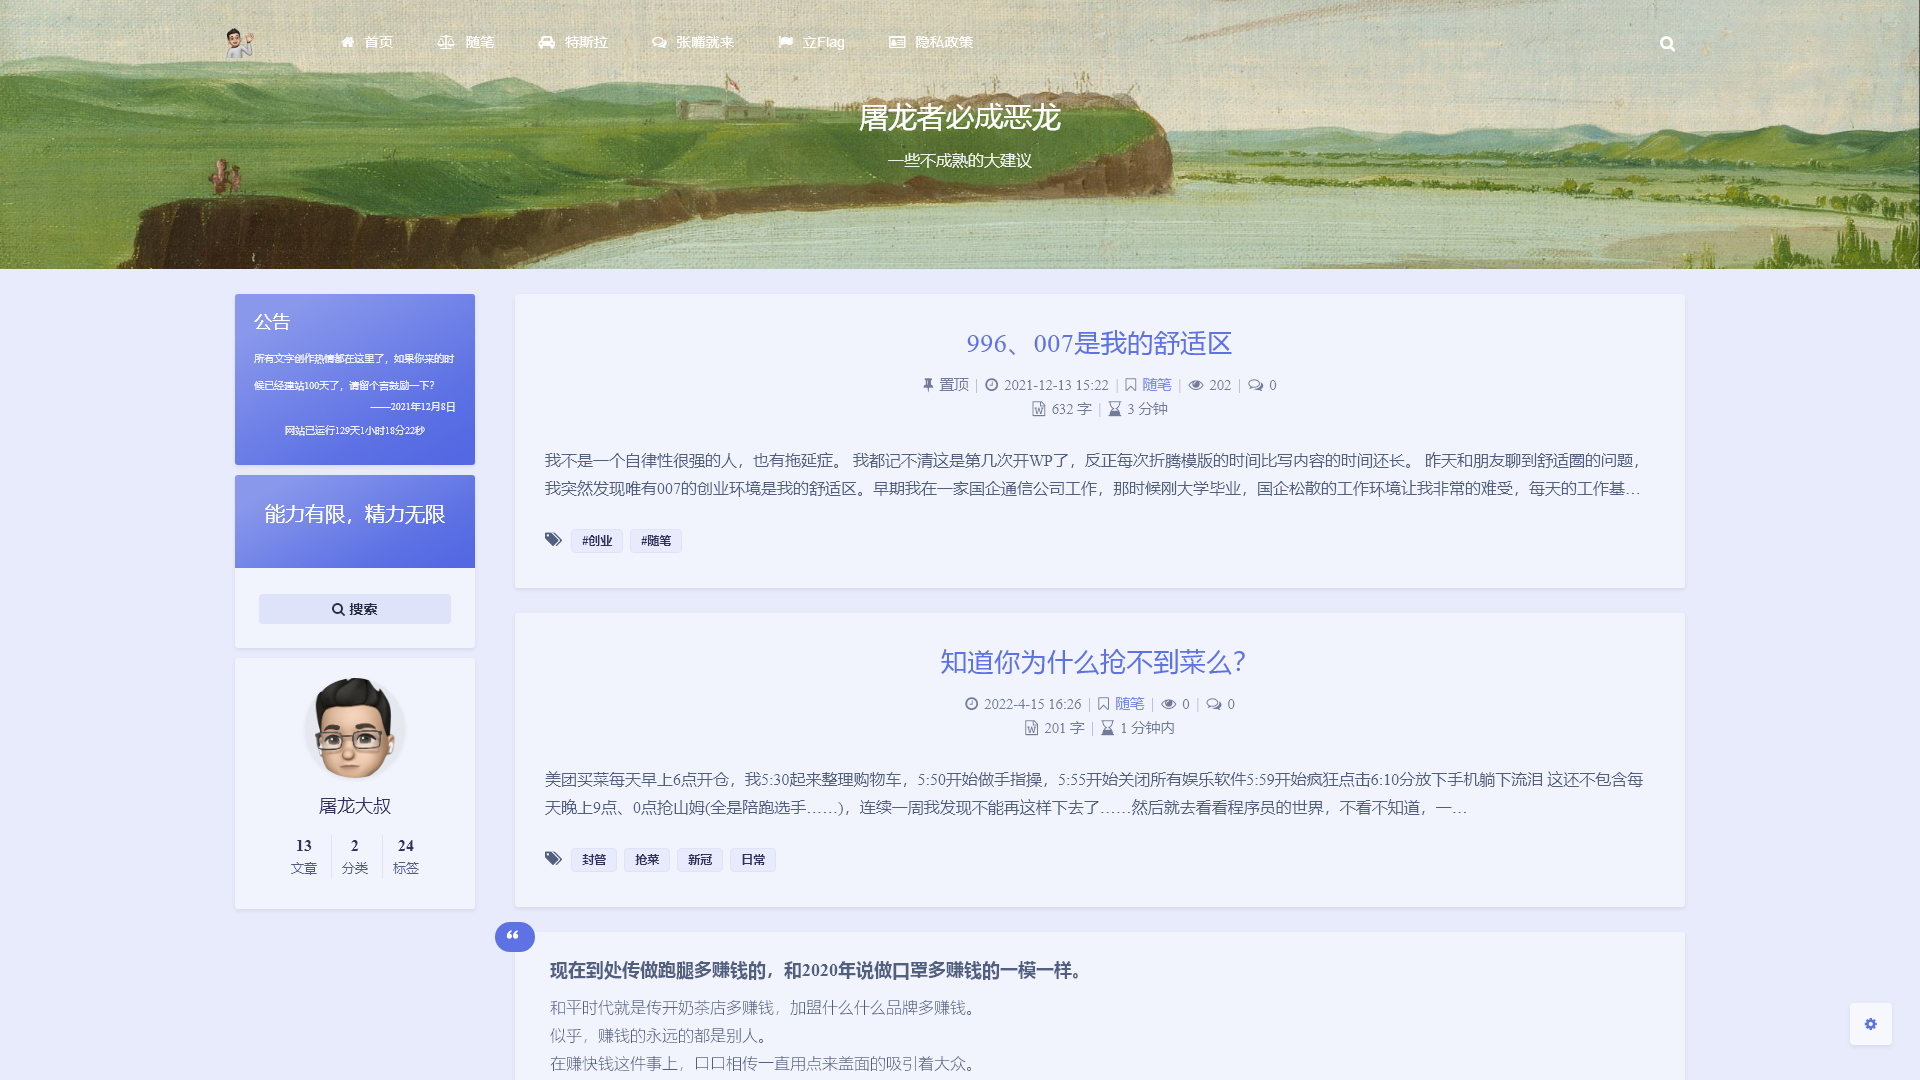 首页 随笔 特斯拉 张嘴就来 立Flag 隐私政策
屠龙者必成恶龙
一些不成熟的大建议
公告
所有文字创作热情都在这里了，如果你来的时
候已经建站100天了，请留个言鼓励一下？
——2021年12月8日
网站已运行129天1小时18分22秒
能力有限，精力无限
搜索
屠龙大叔
13 2 24
文章 分类 标签
996、007是我的舒适区
置顶 | 2021-12-13 15:22 | 随笔 | 202 | 0
632 字 | 3 分钟
我不是一个自律性很强的人，也有拖延症。 我都记不清这是第几次开WP了，反正每次折腾模版的时间比写内容的时间还长。 昨天和朋友聊到舒适圈的问题，
我突然发现唯有007的创业环境是我的舒适区。早期我在一家国企通信公司工作，那时候刚大学毕业，国企松散的工作环境让我非常的难受，每天的工作基…
#创业 #随笔
知道你为什么抢不到菜么？
2022-4-15 16:26 | 随笔 | 0 | 0
201 字 | 1 分钟内
美团买菜每天早上6点开仓，我5:30起来整理购物车，5:50开始做手指操，5:55开始关闭所有娱乐软件5:59开始疯狂点击6:10分放下手机躺下流泪 这还不包含每
天晚上9点、0点抢山姆(全是陪跑选手……)，连续一周我发现不能再这样下去了……然后就去看看程序员的世界，不看不知道，一…
封管 抢菜 新冠 日常
现在到处传做跑腿多赚钱的，和2020年说做口罩多赚钱的一模一样。
和平时代就是传开奶茶店多赚钱，加盟什么什么品牌多赚钱。
似乎，赚钱的永远的都是别人。
在赚快钱这件事上，口口相传一直用点来盖面的吸引着大众。